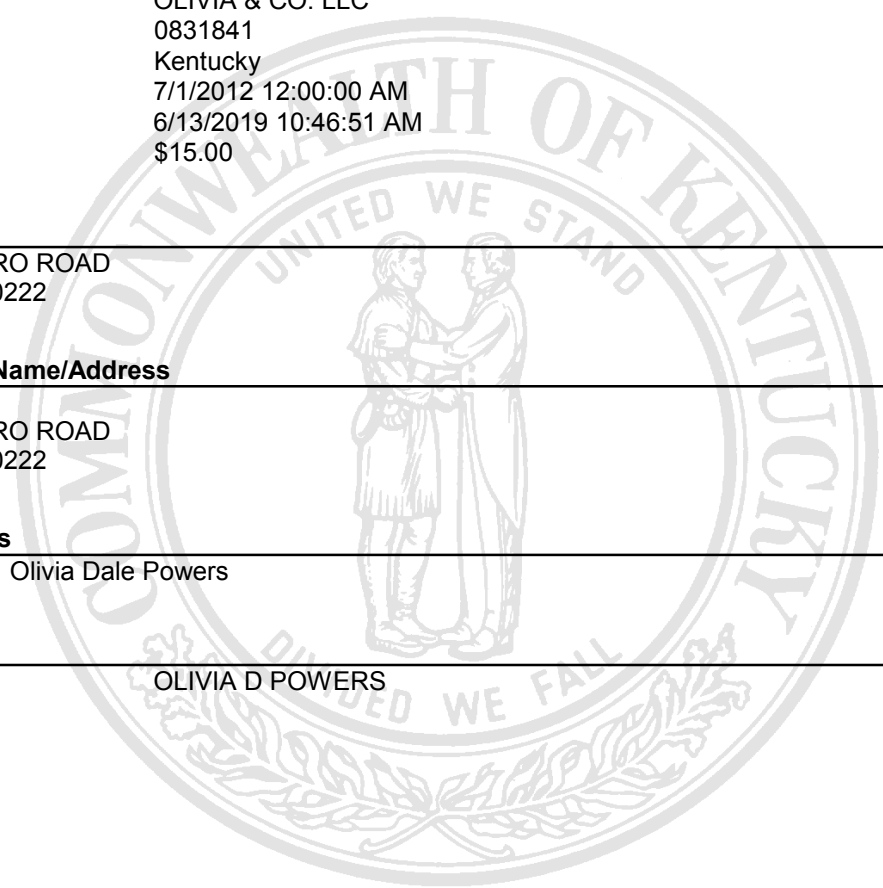 OLIVIA & CO. LLC
0831841
Kentucky
7/1/2012 12:00:00 AM
6/13/2019 10:46:51 AM
$15.00
RO ROAD
0222
Name/Address
RO ROAD
0222
s
Olivia Dale Powers
OLIVIA D POWERS
COMMONWEALTH OF KENTUCKY
UNITED WE STAND
DIVIDED WE FALL